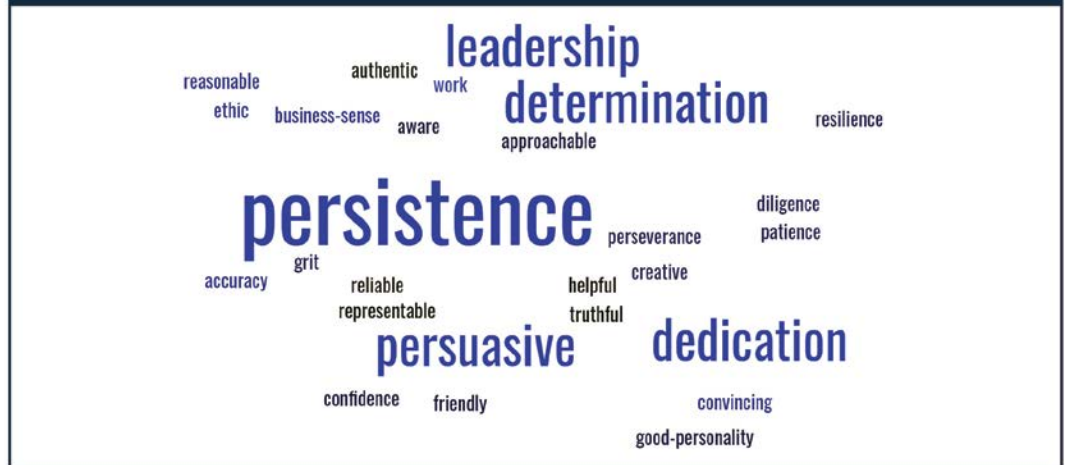 leadership
authentic
reasonable
work
determination
ethic
business-sense
aware
resilience
approachable
persistence
diligence
patience
perseverance
grit
creative
accuracy
reliable
helpful
representable
truthful
persuasive
dedication
confidence
friendly
convincing
good-personality